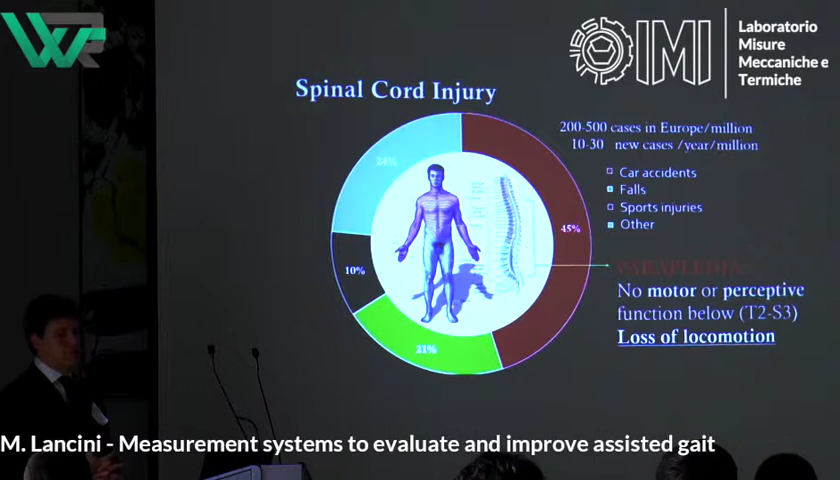 Laboratorio
Misure
Meccaniche e
Termiche
Spinal Cord Injury
200-500 cases in Europe/million
10-30 new cases /year/million
Car accidents
Falls
Sports injuries
Other
24%
45%
10%
21%
PARAPLEGIA:
No motor or perceptive
function below (T2-S3)
Loss of locomotion
M. Lancini - Measurement systems to evaluate and improve assisted gait